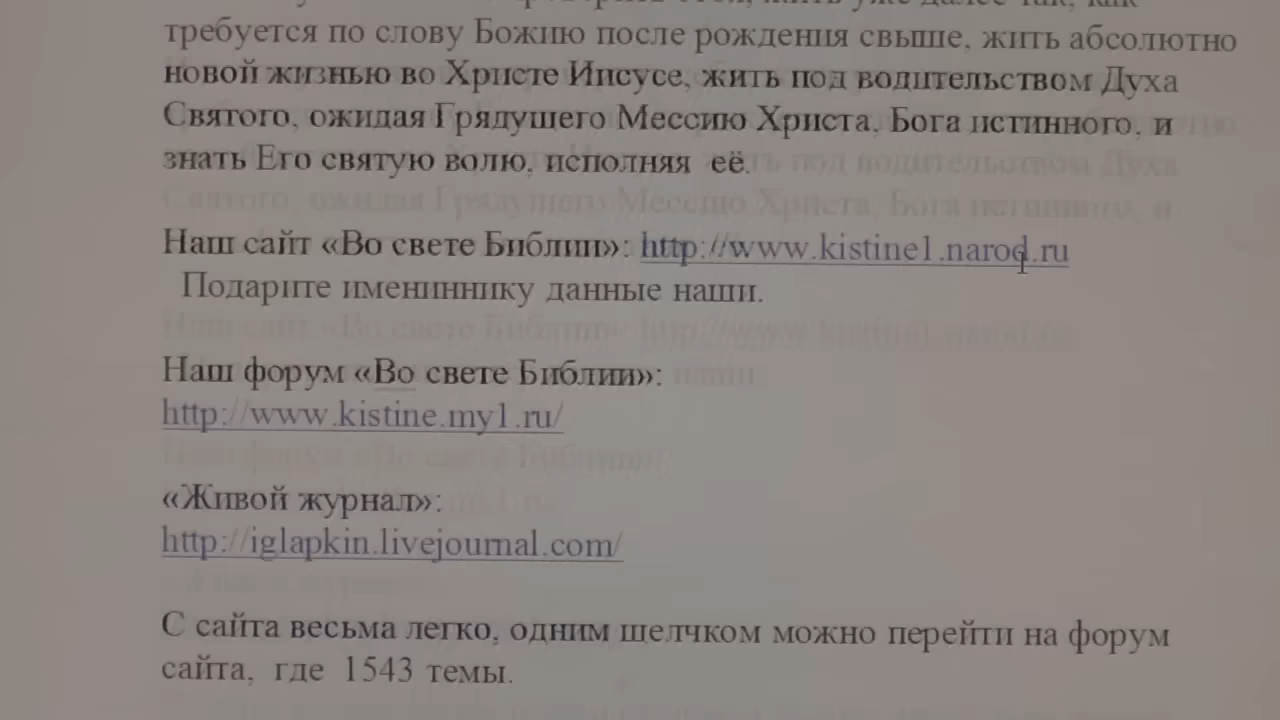 требуется по слову Божию после рождения свыше, жить абсолютно
новой жизнью во Христе Иисусе, жить под водительством Духа
Святого, ожидая Грядущего Мессию Христа, Бога истинного, и
знать Его святую волю, исполняя её.
Наш сайт «Во свете Библии»: http://www.kistine1.narod.ru
Подарите имениннику данные наши.
Наш форум «Во свете Библии»:
http://www.kistine.my1.ru/
«Живой журнал»:
http://iglapkin.livejournal.com/
С сайта весьма легко, одним щелчком можно перейти на форум
сайта, где 1543 темы.